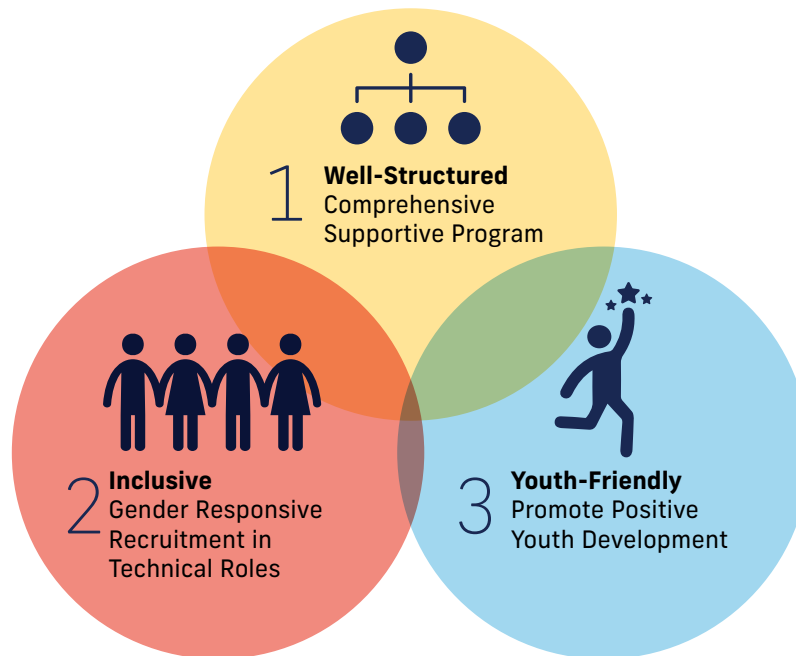 1
Well-Structured
Comprehensive
Supportive Program
2
Inclusive
Gender Responsive
Recruitment in
Technical Roles
3
Youth-Friendly
Promote Positive
Youth Development